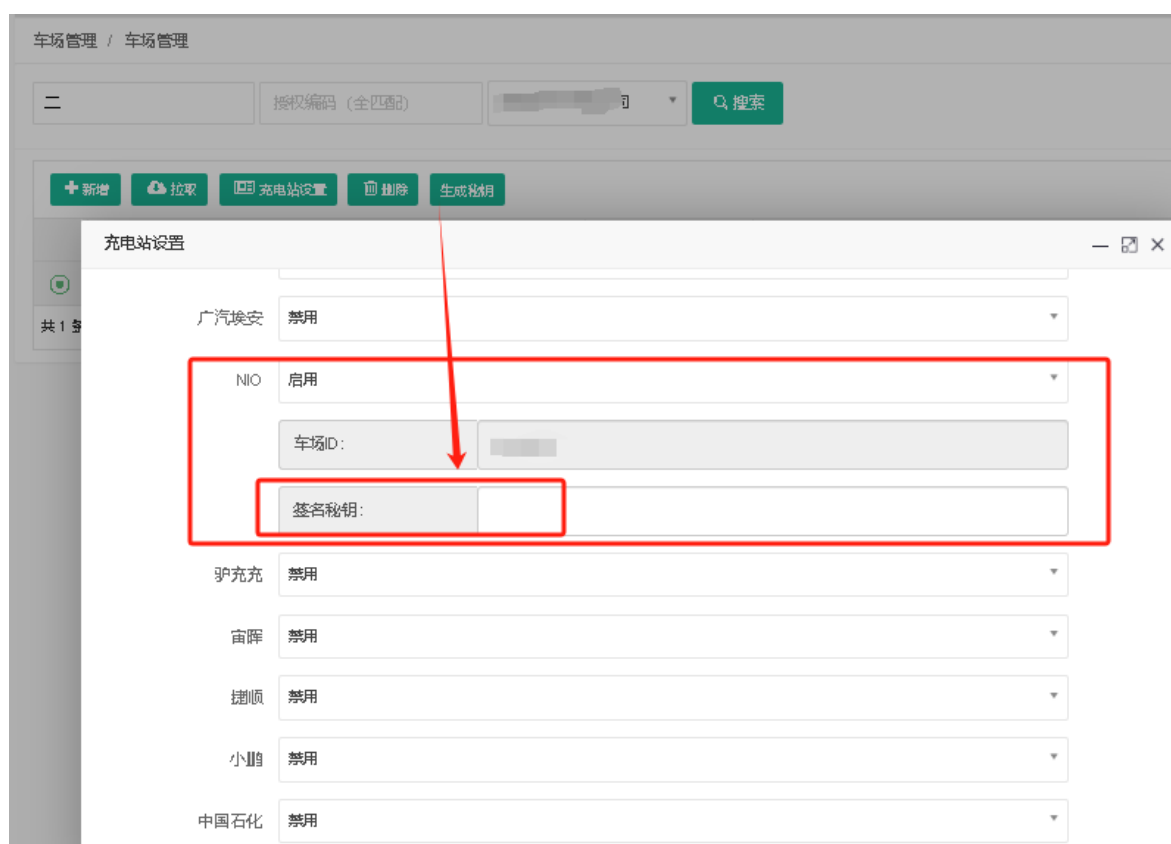 车场管理 / 车场管理
二 授权编码（全匹配） 司 搜索
新增 拉取 充电站设置 删除 生成秘钥
充电站设置
广汽埃安 禁用
共 1 条
NIO 启用
车场ID:
签名秘钥:
驴充充 禁用
宙晖 禁用
捷顺 禁用
小鹏 禁用
中国石化 禁用